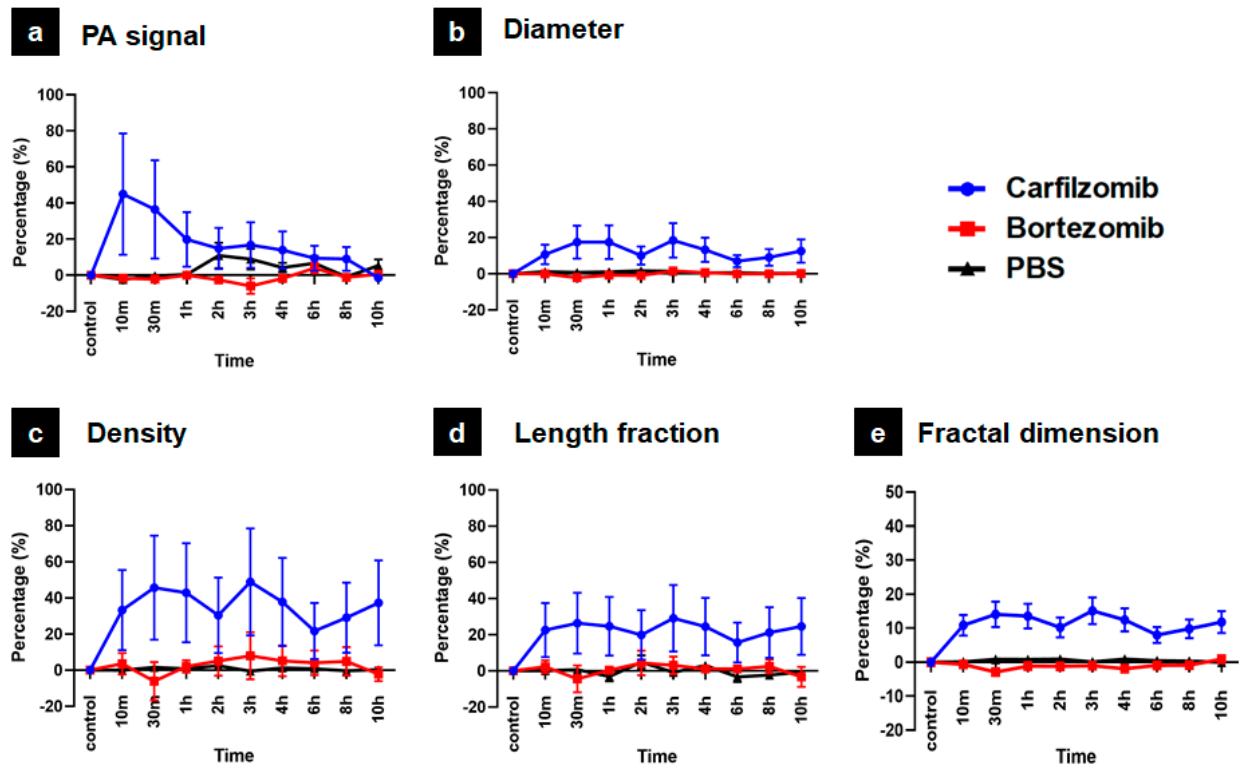 a PA signal
Percentage (%)
100
80
60
40
20
0
-20
control
10m
30m
1h
2h
3h
4h
6h
8h
10h
Time
b Diameter
Percentage (%)
100
80
60
40
20
0
-20
control
10m
30m
1h
2h
3h
4h
6h
8h
10h
Time
Carfilzomib
Bortezomib
PBS
c Density
Percentage (%)
100
80
60
40
20
0
-20
control
10m
30m
1h
2h
3h
4h
6h
8h
10h
Time
d Length fraction
Percentage (%)
100
80
60
40
20
0
-20
control
10m
30m
1h
2h
3h
4h
6h
8h
10h
Time
e Fractal dimension
Percentage (%)
50
40
30
20
10
0
-10
-20
control
10m
30m
1h
2h
3h
4h
6h
8h
10h
Time